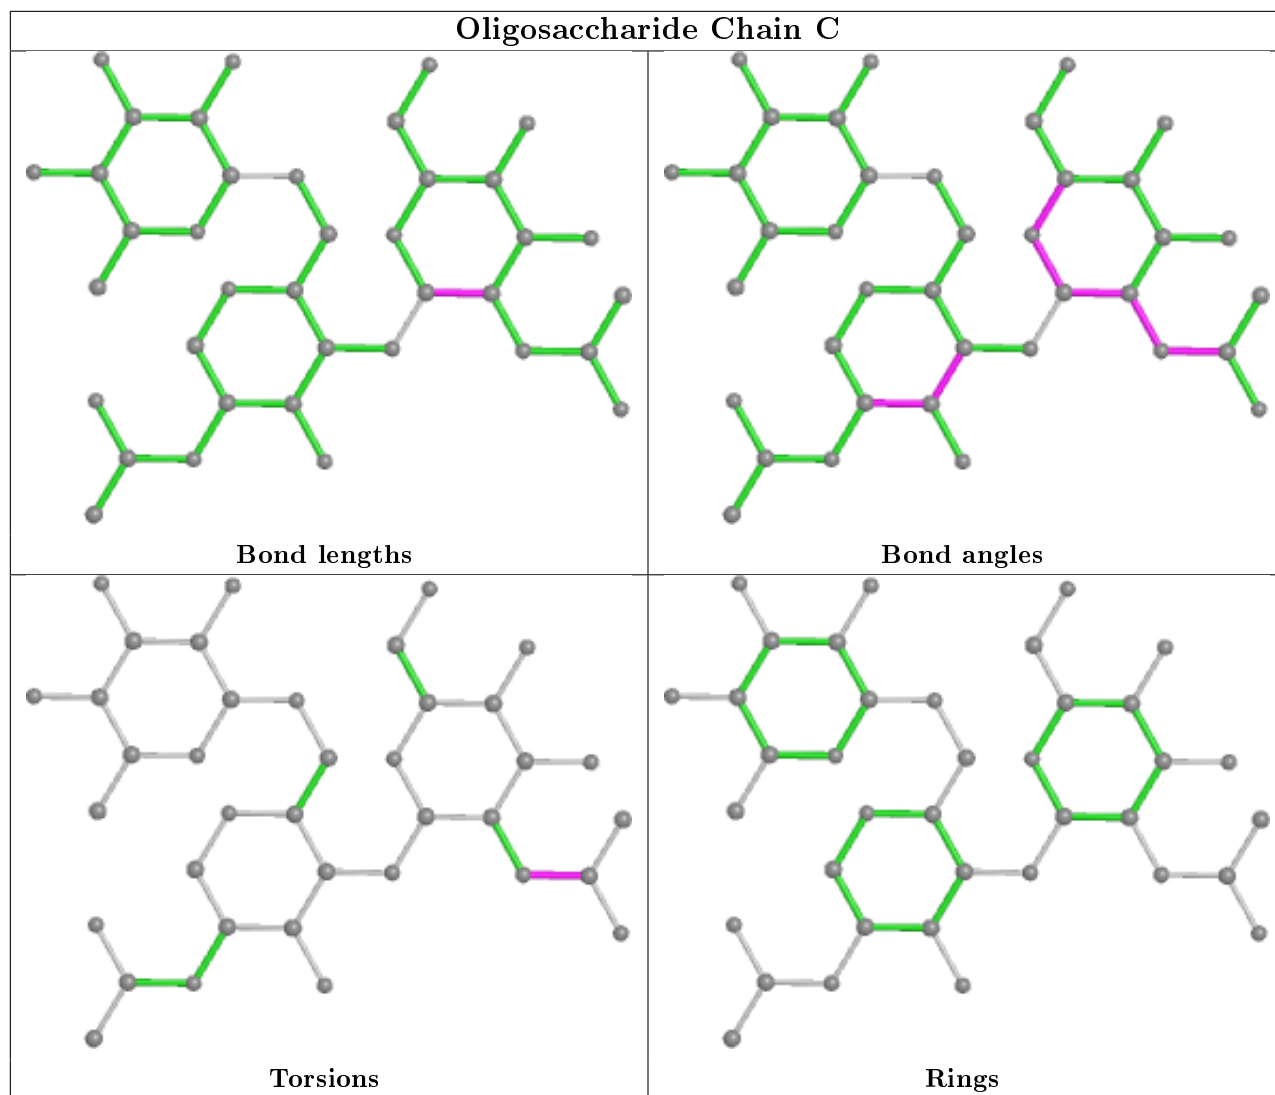 Oligosaccharide Chain C
Bond lengths
Bond angles
Torsions
Rings